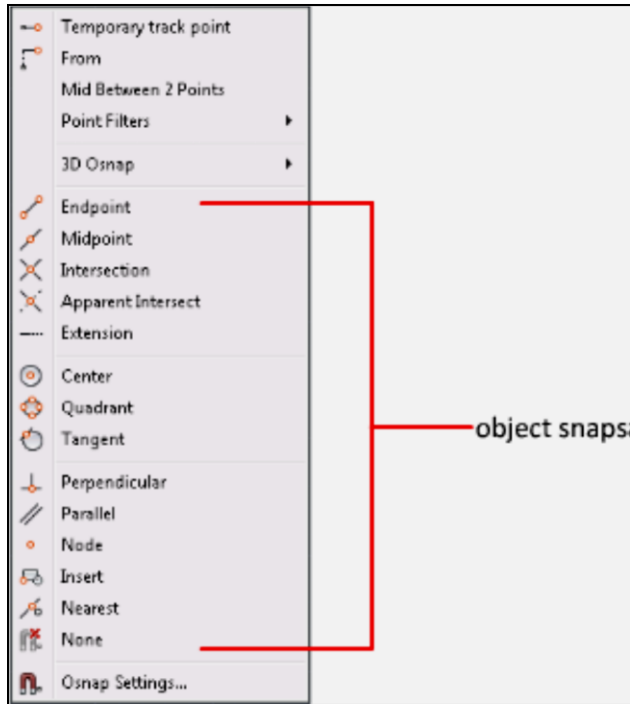 Temporary track point
From
Mid Between 2 Points
Point Filters
3D Osnap
Endpoint
Midpoint
Intersection
Apparent Intersect
Extension
Center
Quadrant
Tangent
Perpendicular
Parallel
Node
Insert
Nearest
None
Osnap Settings...
object snapsa